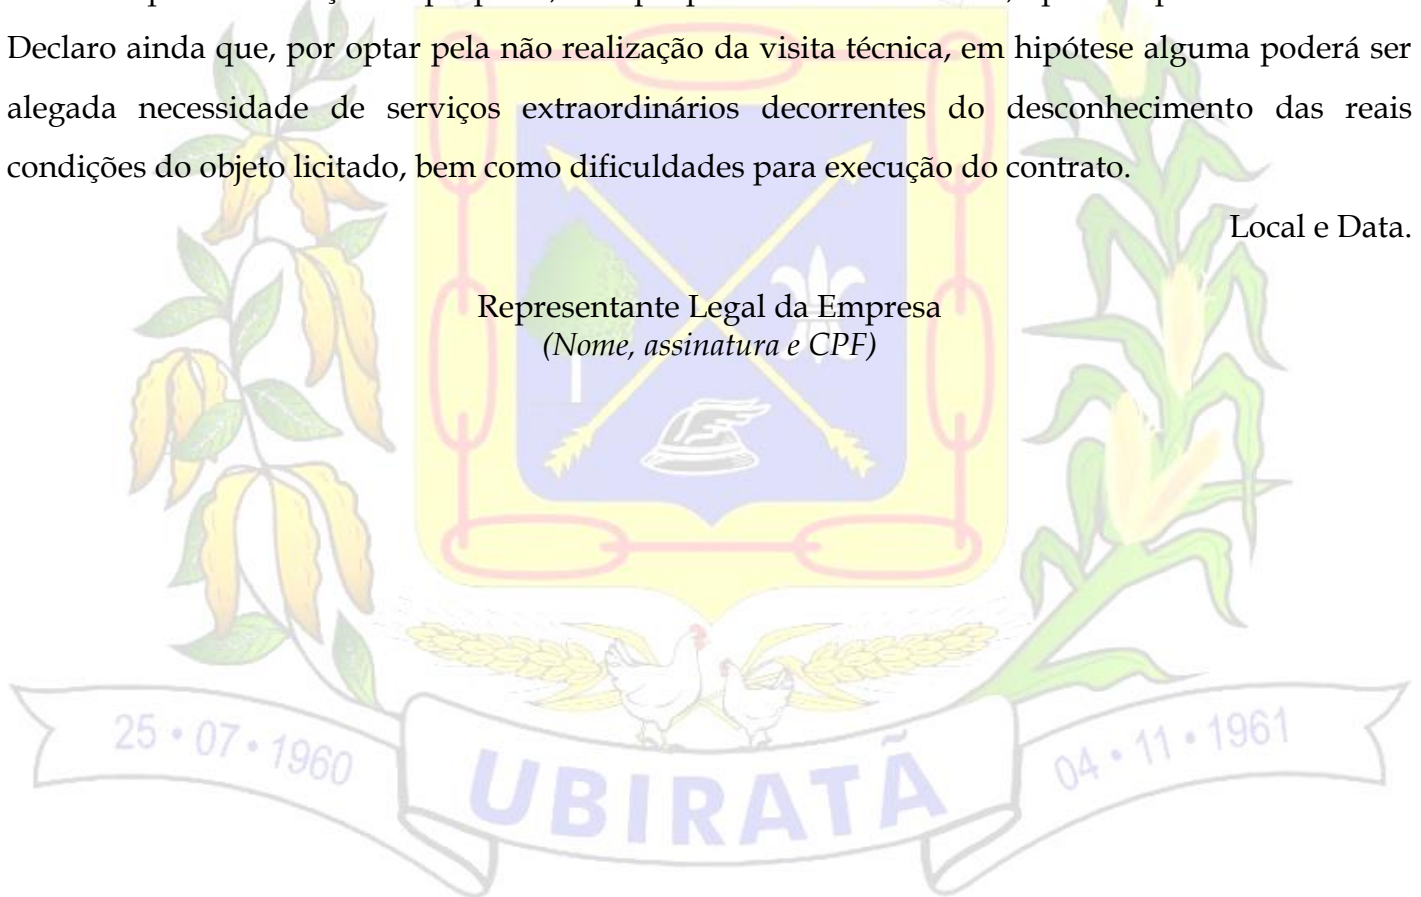 Declaro ainda que, por optar pela não realização da visita técnica, em hipótese alguma poderá ser
alegada necessidade de serviços extraordinários decorrentes do desconhecimento das reais
condições do objeto licitado, bem como dificuldades para execução do contrato.
Local e Data.
Representante Legal da Empresa
(Nome, assinatura e CPF)
25 • 07 • 1960
UBIRATÃ
04 • 11 • 1961